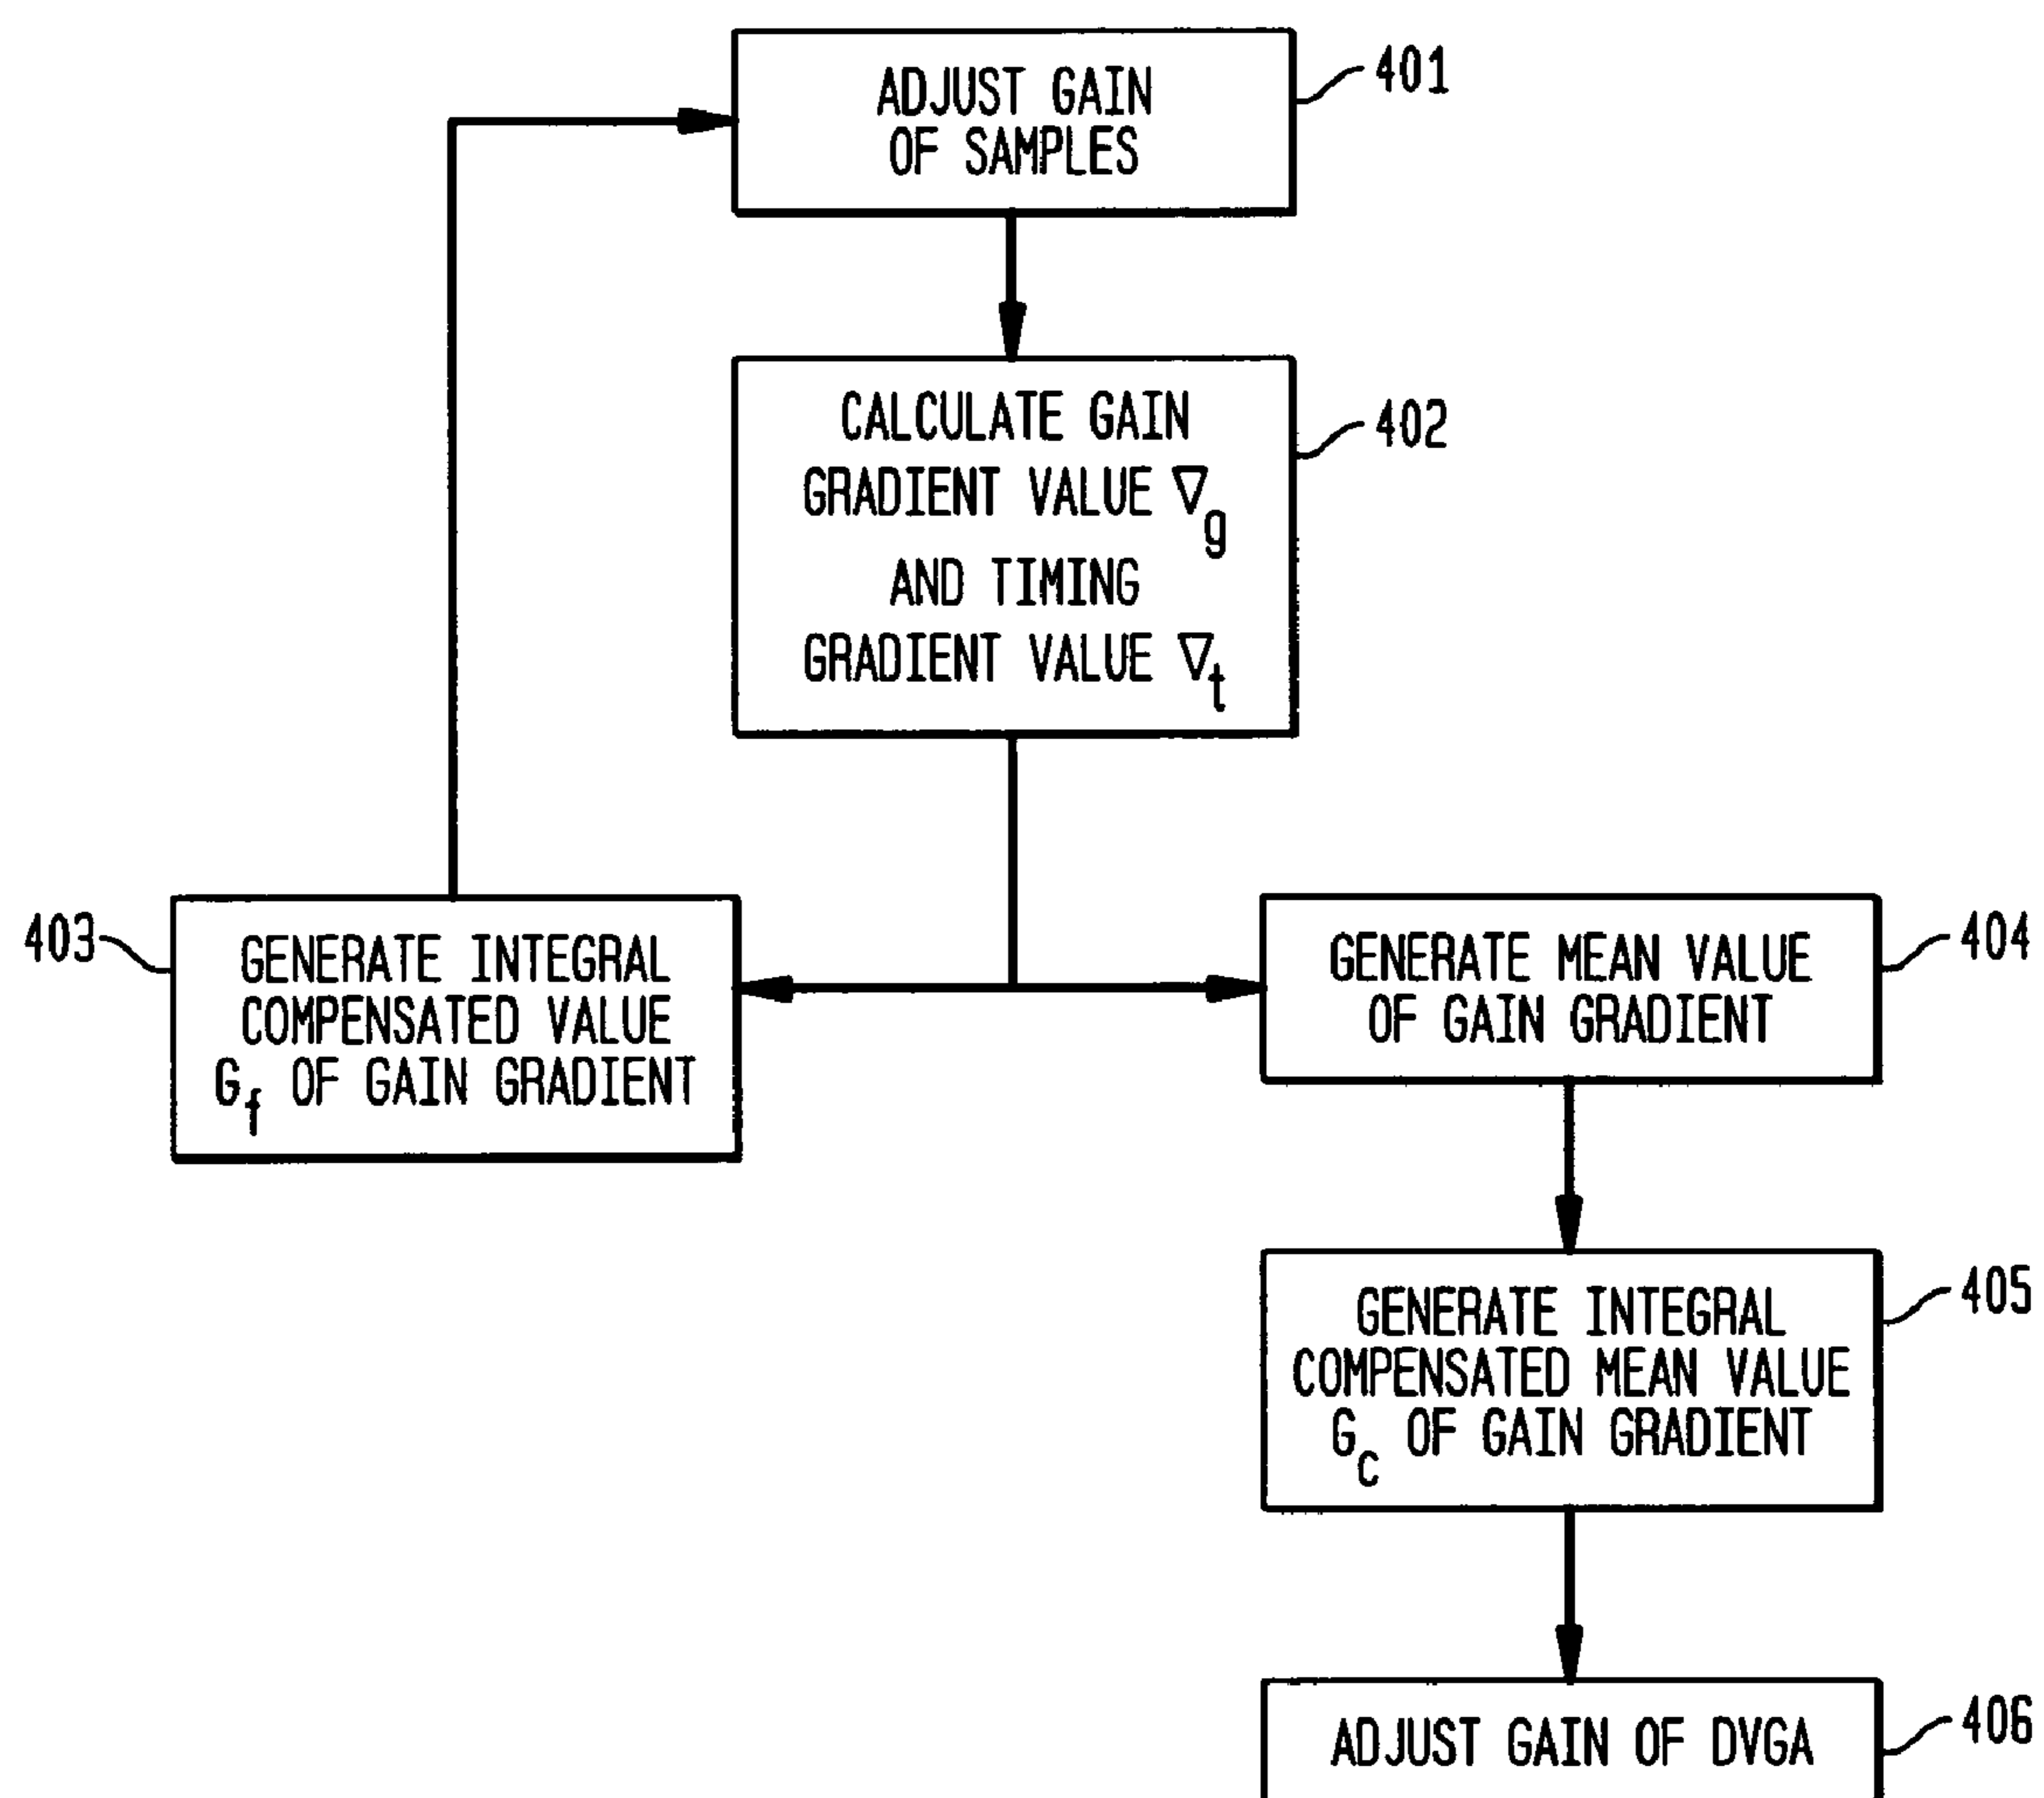 ADJUST GAIN
OF SAMPLES
401
CALCULATE GAIN
GRADIENT VALUE ∇g
AND TIMING
GRADIENT VALUE ∇t
402
403
GENERATE INTEGRAL
COMPENSATED VALUE
Gf OF GAIN GRADIENT
GENERATE MEAN VALUE
OF GAIN GRADIENT
404
GENERATE INTEGRAL
COMPENSATED MEAN VALUE
Gc OF GAIN GRADIENT
405
ADJUST GAIN OF DVGA
406